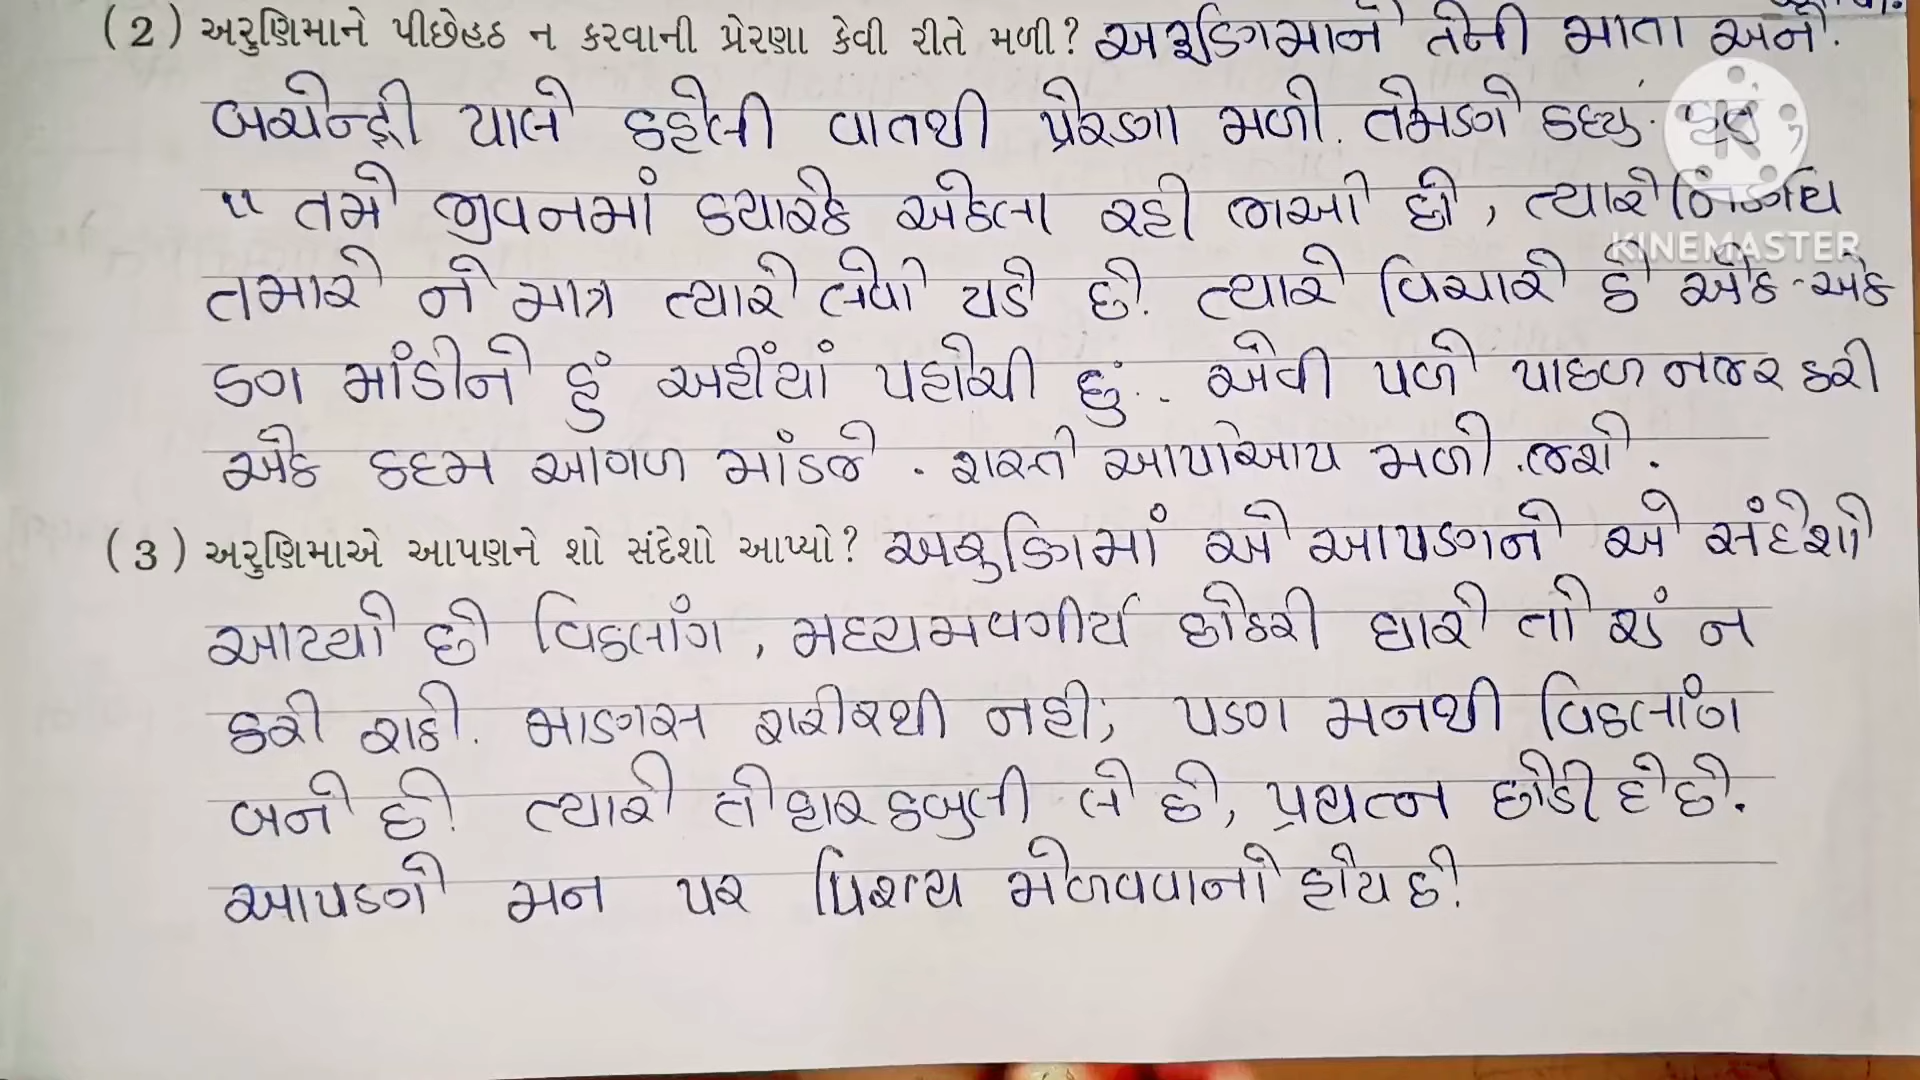 (2) અરુણિમાને પીછેહઠ ન કરવાની પ્રેરણા કેવી રીતે મળી? અરૂણિમાને તેની માતા અને
બચેન્દ્રી પાલે કહેલી વાતથી પ્રેરણા મળી. તેમણે કહ્યું હતું,
" તમે જીવનમાં ક્યારેક એકલા રહી જાઓ છો, ત્યારે નિર્ણય
KINEMASTER
તમારે ને માત્ર ત્યારે લેવો પડે છે. ત્યારે વિચારો કે એક-એક
ડગ માંડીને હું અહીંયાં પહોચી છું. એવી પળે પાછળ નજર કરી
એક કદમ આગળ માંડજે. રાસ્તે આપોઆપ મળી જશે.
(3) અરુણિમાએ આપણને શો સંદેશો આપ્યો? અરુણિમાં એ આપણને એ સંદેશો
આપ્યો છે વિકલાંગ, મધ્યમવર્ગીય છોકરી ધારે તો શું ન
કરી શકે. માણસ શરીરથી નહી, પણ મનથી વિકલાંગ
બને છે. ત્યારે તે હાર કબુલી લે છે, પ્રયત્ન છોડી દે છે.
આપણે મન પર વિજય મેળવવાનો હોય છે.